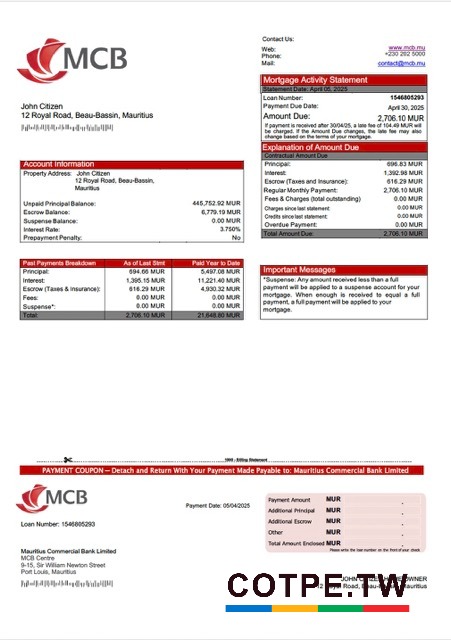 MCB
Contact Us:
Web: www.mcb.mu
Phone: +230 202 5000
Mail: contact@mcb.mu
Mortgage Activity Statement
Statement Date: April 05, 2025
Loan Number: 1546805293
Payment Due Date: April 30, 2025
Amount Due: 2,706.10 MUR
If payment is received after 30/04/25, a late fee of 104.49 MUR will
be charged. If the Amount Due changes, the late fee may also
change based on the terms of your mortgage.
John Citizen
12 Royal Road, Beau-Bassin, Mauritius
Explanation of Amount Due
Contractual Amount Due
Principal: 696.83 MUR
Interest: 1,392.98 MUR
Escrow (Taxes and Insurance): 616.29 MUR
Regular Monthly Payment: 2,706.10 MUR
Fees & Charges (total outstanding) 0.00 MUR
Charges since last statement: 0.00 MUR
Credits since last statement: 0.00 MUR
Overdue Payment: 0.00 MUR
Total Amount Due: 2,706.10 MUR
Account Information
Property Address: John Citizen
12 Royal Road, Beau-Bassin,
Mauritius
Unpaid Principal Balance: 445,752.92 MUR
Escrow Balance: 6,779.19 MUR
Suspense Balance: 0.00 MUR
Interest Rate: 3.750%
Prepayment Penalty: No
Past Payments Breakdown As of Last Stmt Paid Year to Date
Principal: 694.66 MUR 5,497.08 MUR
Interest: 1,395.15 MUR 11,221.40 MUR
Escrow (Taxes & Insurance): 616.29 MUR 4,930.32 MUR
Fees: 0.00 MUR 0.00 MUR
Suspense*: 0.00 MUR 0.00 MUR
Total: 2,706.10 MUR 21,648.80 MUR
Important Messages
*Suspense: Any amount received less than a full
payment will be applied to a suspense account for your
mortgage. When enough is received to equal a full
payment, a full payment will be applied to your
mortgage.
Billing Statement
PAYMENT COUPON – Detach and Return With Your Payment Made Payable to: Mauritius Commercial Bank Limited
MCB
Payment Date: 05/04/2025
Loan Number: 1546805293
Payment Amount MUR .
Additional Principal MUR .
Additional Escrow MUR .
Other MUR .
Total Amount Enclosed MUR .
Please write the loan number on the front of your check.
Mauritius Commercial Bank Limited
MCB Centre
9-15, Sir William Newton Street
Port Louis, Mauritius
JOHN CITIZEN
COTPE.TW